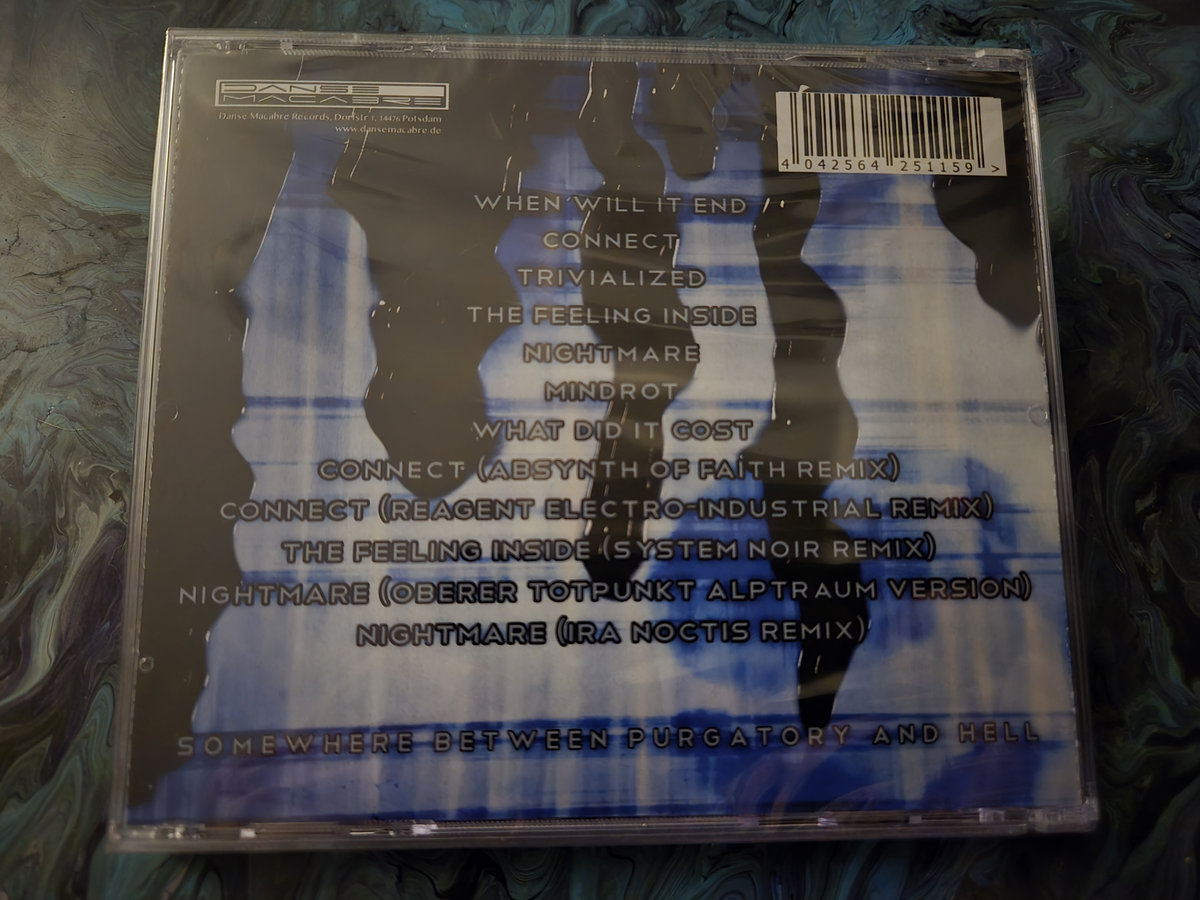 DANSE
MACABRE
Danse Macabre Records, Dorfstr 1, 14476 Potsdam
www.dansemacabre.de
4 042564 251159 >
WHEN WILL IT END
CONNECT
TRIVIALIZED
THE FEELING INSIDE
NIGHTMARE
MINDROT
WHAT DID IT COST
CONNECT (ABSYNTH OF FAITH REMIX)
CONNECT (REAGENT ELECTRO-INDUSTRIAL REMIX)
THE FEELING INSIDE (SYSTEM NOIR REMIX)
NIGHTMARE (OBERER TOTPUNKT ALPTRAUM VERSION)
NIGHTMARE (IRA NOCTIS REMIX)
SOMEWHERE BETWEEN PURGATORY AND HELL